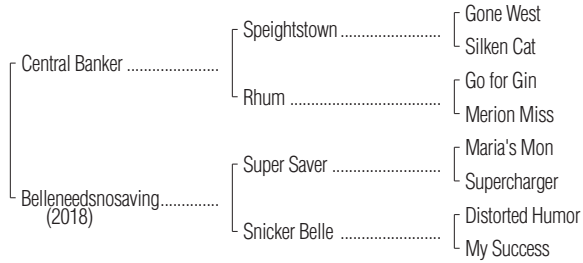 Gone West
Speightstown ......................
Silken Cat
Central Banker ....................
Go for Gin
Rhum .................................
Merion Miss
Maria's Mon
Super Saver ........................
Supercharger
Belleneedsnosaving.............
(2018)
Distorted Humor
Snicker Belle ......................
My Success